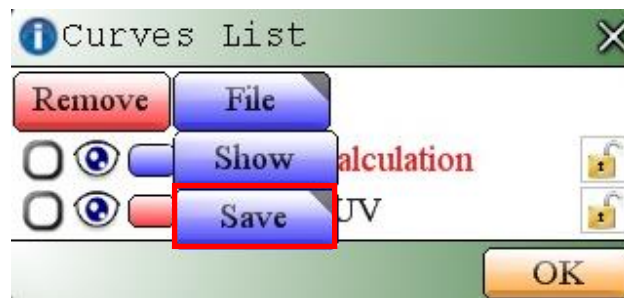 Curves List
Remove File
Show alculation
Save UV
OK